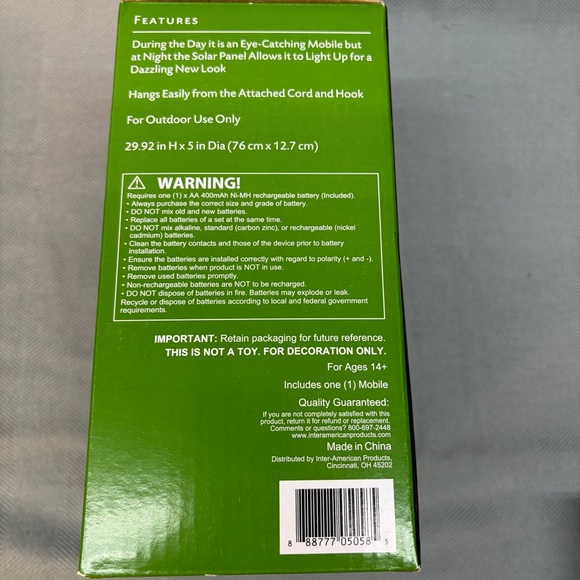 FEATURES
During the Day it is an Eye-Catching Mobile but
at Night the Solar Panel Allows it to Light Up for a
Dazzling New Look
Hangs Easily from the Attached Cord and Hook
For Outdoor Use Only
29.92 in H x 5 in Dia (76 cm x 12.7 cm)
WARNING!
Requires one (1) x AA 400mAh Ni-MH rechargeable battery (Included).
• Always purchase the correct size and grade of battery.
• DO NOT mix old and new batteries.
• Replace all batteries of a set at the same time.
• DO NOT mix alkaline, standard (carbon zinc), or rechargeable (nickel
cadmium) batteries.
• Clean the battery contacts and those of the device prior to battery
installation.
• Ensure the batteries are installed correctly with regard to polarity (+ and -).
• Remove batteries when product is NOT in use.
• Remove used batteries promptly.
• Non-rechargeable batteries are NOT to be recharged.
• DO NOT dispose of batteries in fire. Batteries may explode or leak.
Recycle or dispose of batteries according to local and federal government
requirements.
IMPORTANT: Retain packaging for future reference.
THIS IS NOT A TOY. FOR DECORATION ONLY.
For Ages 14+
Includes one (1) Mobile
Quality Guaranteed:
If you are not completely satisfied with this
product, return it for refund or replacement.
Comments or questions? 800-697-2448
www.interamericanproducts.com
Made in China
Distributed by Inter-American Products,
Cincinnati, OH 45202
8 88777 05058 5